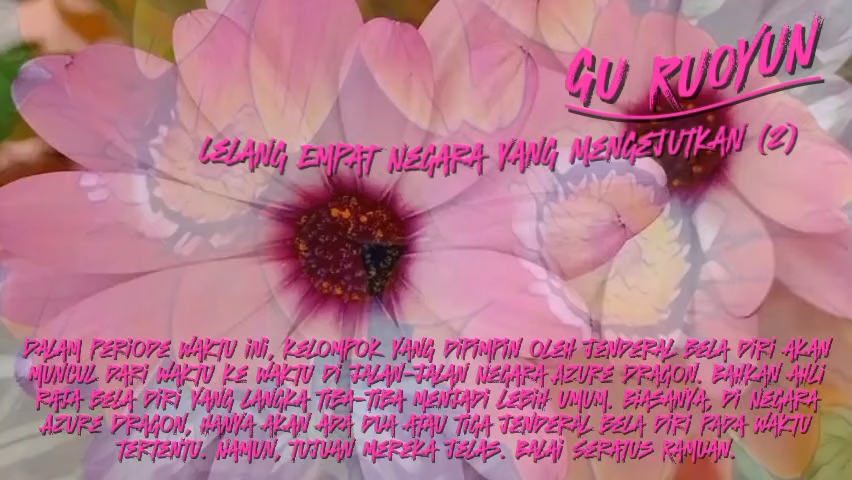 GU RUOYUN
LELANG EMPAT NEGARA YANG MENGEJUTKAN (2)
DALAM PERIODE WAKTU INI, KELOMPOK YANG DIPIMPIN OLEH JENDERAL BELA DIRI AKAN
MUNCUL DARI WAKTU KE WAKTU DI JALAN-JALAN NEGARA AZURE DRAGON. BAHKAN AHLI
RAJA BELA DIRI YANG LANGKA TIBA-TIBA MENJADI LEBIH UMUM. BIASANYA, DI NEGARA
AZURE DRAGON, HANYA AKAN ADA DUA ATAU TIGA JENDERAL BELA DIRI PADA WAKTU
TERTENTU. NAMUN, TUJUAN MEREKA JELAS. BALAI SERATUS RAMUAN.